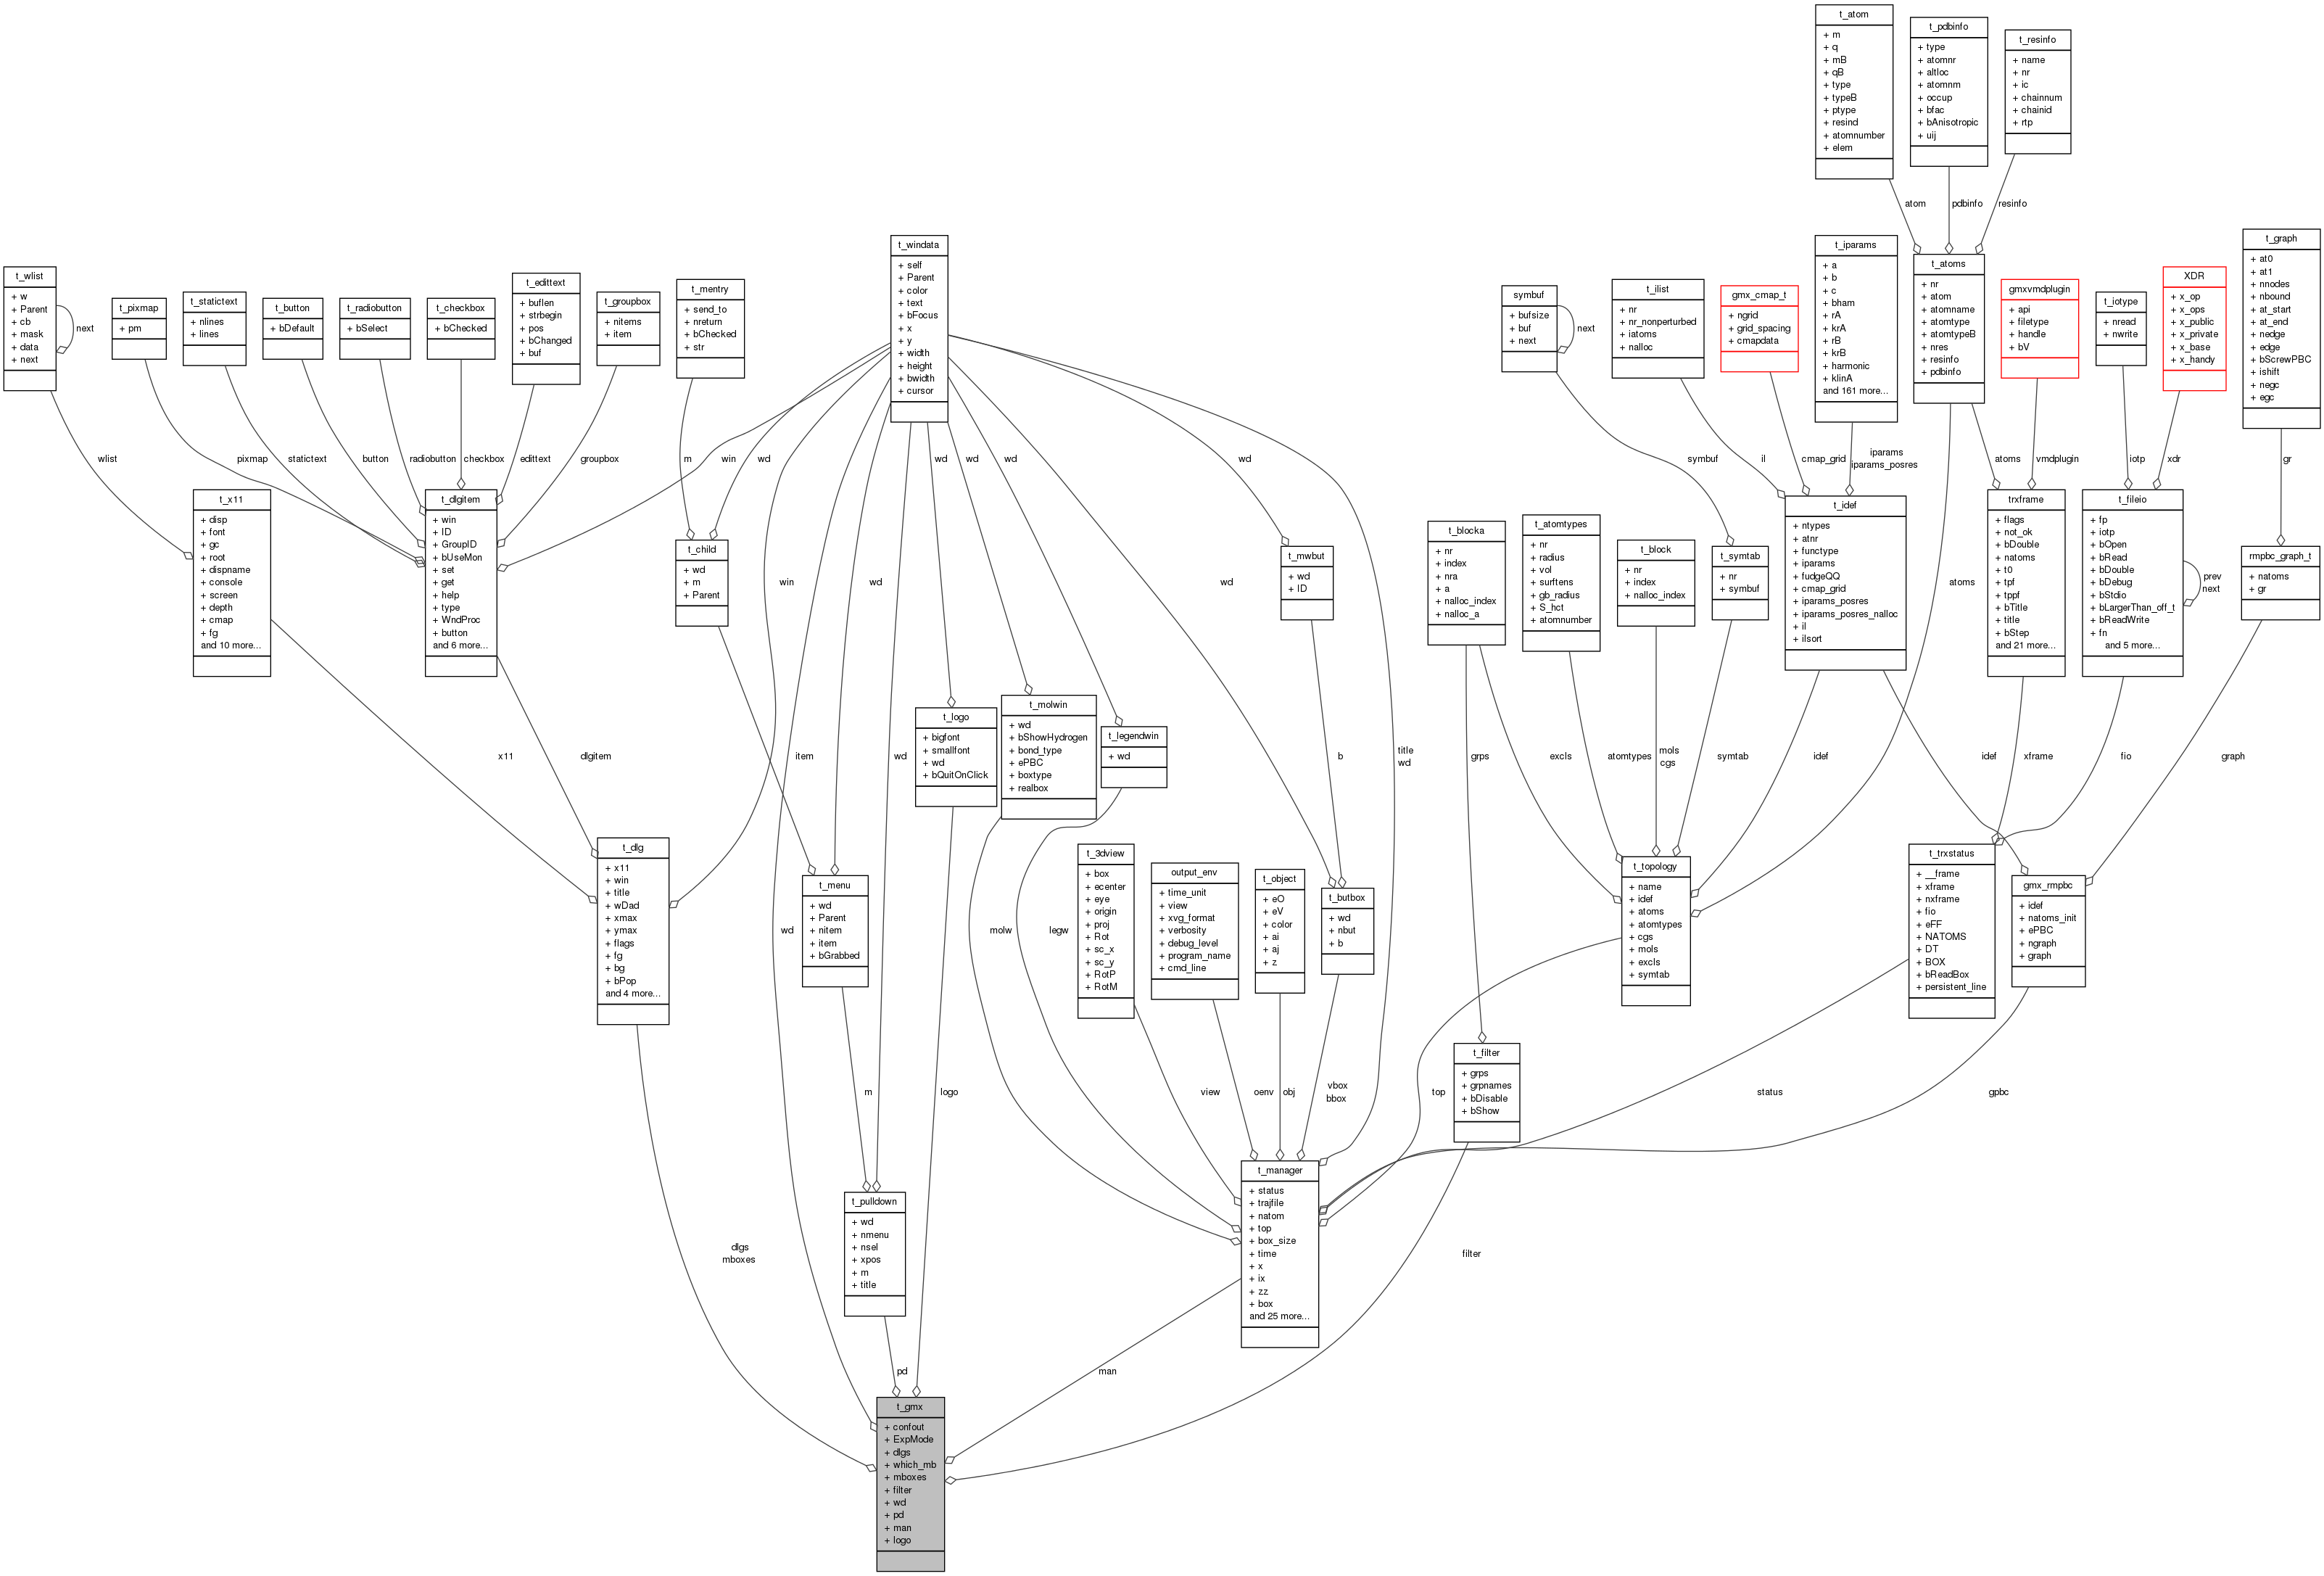 t_atom
+ m
+ q
+ mB
+ qB
+ type
+ typeB
+ ptype
+ resind
+ atomnumber
+ elem
t_pdbinfo
+ type
+ atomnr
+ altloc
+ atomnm
+ occup
+ bfac
+ bAnisotropic
+ uij
t_resinfo
+ name
+ nr
+ ic
+ chainnum
+ chainid
+ rtp
atom
pdbinfo
resinfo
t_wlist
+ w
+ Parent
+ cb
+ mask
+ data
+ next
next
t_pixmap
+ pm
t_statictext
+ nlines
+ lines
t_button
+ bDefault
t_radiobutton
+ bSelect
t_checkbox
+ bChecked
t_edittext
+ buflen
+ strbegin
+ pos
+ bChanged
+ buf
t_groupbox
+ nitems
+ item
t_mentry
+ send_to
+ nreturn
+ bChecked
+ str
t_windata
+ self
+ Parent
+ color
+ text
+ bFocus
+ x
+ y
+ width
+ height
+ bwidth
+ cursor
symbuf
+ bufsize
+ buf
+ next
next
t_ilist
+ nr
+ nr_nonperturbed
+ iatoms
+ nalloc
gmx_cmap_t
+ ngrid
+ grid_spacing
+ cmapdata
t_iparams
+ a
+ b
+ c
+ bham
+ rA
+ krA
+ rB
+ krB
+ harmonic
+ klinA
and 161 more...
t_atoms
+ nr
+ atom
+ atomname
+ atomtype
+ atomtypeB
+ nres
+ resinfo
+ pdbinfo
gmxvmdplugin
+ api
+ filetype
+ handle
+ bV
t_iotype
+ nread
+ nwrite
XDR
+ x_op
+ x_ops
+ x_public
+ x_private
+ x_base
+ x_handy
t_graph
+ at0
+ at1
+ nnodes
+ nbound
+ at_start
+ at_end
+ nedge
+ edge
+ bScrewPBC
+ ishift
+ negc
+ egc
wlist
pixmap
statictext
button
radiobutton
checkbox
edittext
groupbox
win
m
wd
wd
wd
wd
wd
symbuf
il
cmap_grid
iparams
iparams_posres
atoms
vmdplugin
iotp
xdr
gr
t_x11
+ disp
+ font
+ gc
+ root
+ dispname
+ console
+ screen
+ depth
+ cmap
+ fg
and 10 more...
t_dlgitem
+ win
+ ID
+ GroupID
+ bUseMon
+ set
+ get
+ help
+ type
+ WndProc
+ button
and 6 more...
t_child
+ wd
+ m
+ Parent
win
wd
wd
t_mwbut
+ wd
+ ID
t_blocka
+ nr
+ index
+ nra
+ a
+ nalloc_index
+ nalloc_a
t_atomtypes
+ nr
+ radius
+ vol
+ surftens
+ gb_radius
+ S_hct
+ atomnumber
t_block
+ nr
+ index
+ nalloc_index
t_symtab
+ nr
+ symbuf
t_idef
+ ntypes
+ atnr
+ functype
+ iparams
+ fudgeQQ
+ cmap_grid
+ iparams_posres
+ iparams_posres_nalloc
+ il
+ ilsort
atoms
trxframe
+ flags
+ not_ok
+ bDouble
+ natoms
+ t0
+ tpf
+ tppf
+ bTitle
+ title
+ bStep
and 21 more...
t_fileio
+ fp
+ iotp
+ bOpen
+ bRead
+ bDouble
+ bDebug
+ bStdio
+ bLargerThan_off_t
+ bReadWrite
+ fn
and 5 more...
prev
next
rmpbc_graph_t
+ natoms
+ gr
x11
dlgitem
item
wd
t_logo
+ bigfont
+ smallfont
+ wd
+ bQuitOnClick
t_molwin
+ wd
+ bShowHydrogen
+ bond_type
+ ePBC
+ boxtype
+ realbox
t_legendwin
+ wd
b
title
wd
grps
excls
atomtypes
mols
cgs
symtab
idef
idef
xframe
fio
graph
t_dlg
+ x11
+ win
+ title
+ wDad
+ xmax
+ ymax
+ flags
+ fg
+ bg
+ bPop
and 4 more...
wd
t_menu
+ wd
+ Parent
+ nitem
+ item
+ bGrabbed
molw
legw
t_3dview
+ box
+ ecenter
+ eye
+ origin
+ proj
+ Rot
+ sc_x
+ sc_y
+ RotP
+ RotM
output_env
+ time_unit
+ view
+ xvg_format
+ verbosity
+ debug_level
+ program_name
+ cmd_line
t_object
+ eO
+ eV
+ color
+ ai
+ aj
+ z
t_butbox
+ wd
+ nbut
+ b
t_topology
+ name
+ idef
+ atoms
+ atomtypes
+ cgs
+ mols
+ excls
+ symtab
t_trxstatus
+ __frame
+ xframe
+ nxframe
+ fio
+ eFF
+ NATOMS
+ DT
+ BOX
+ bReadBox
+ persistent_line
gmx_rmpbc
+ idef
+ natoms_init
+ ePBC
+ ngraph
+ graph
t_filter
+ grps
+ grpnames
+ bDisable
+ bShow
m
logo
view
oenv
obj
vbox
bbox
top
status
gpbc
dlgs
mboxes
t_pulldown
+ wd
+ nmenu
+ nsel
+ xpos
+ m
+ title
t_manager
+ status
+ trajfile
+ natom
+ top
+ box_size
+ time
+ x
+ ix
+ zz
+ box
and 25 more...
filter
pd
man
t_gmx
+ confout
+ ExpMode
+ dlgs
+ which_mb
+ mboxes
+ filter
+ wd
+ pd
+ man
+ logo